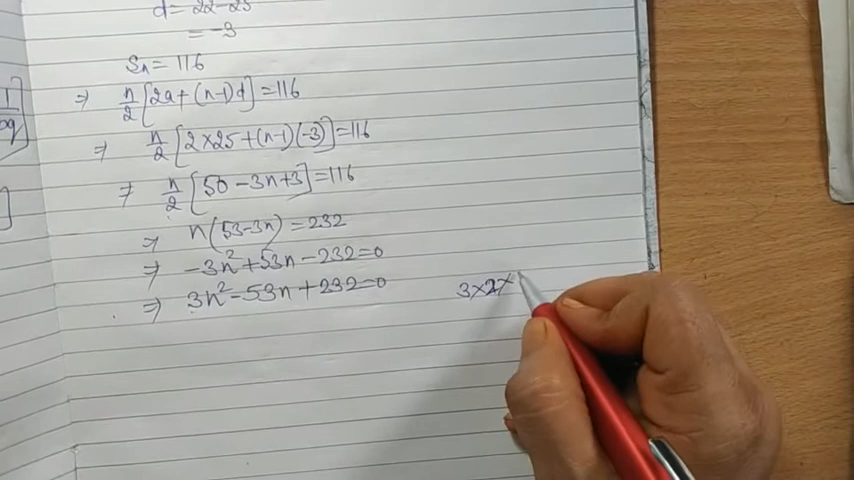 d = 22-25
= -3
Sn = 116
⇒ n/2 [2a+(n-1)d] = 116
⇒ n/2 [2×25+(n-1)(-3)] = 116
⇒ n/2 [50-3n+3] = 116
⇒ n(53-3n) = 232
⇒ -3n²+53n-232=0
⇒ 3n²-53n+232=0
3×2×